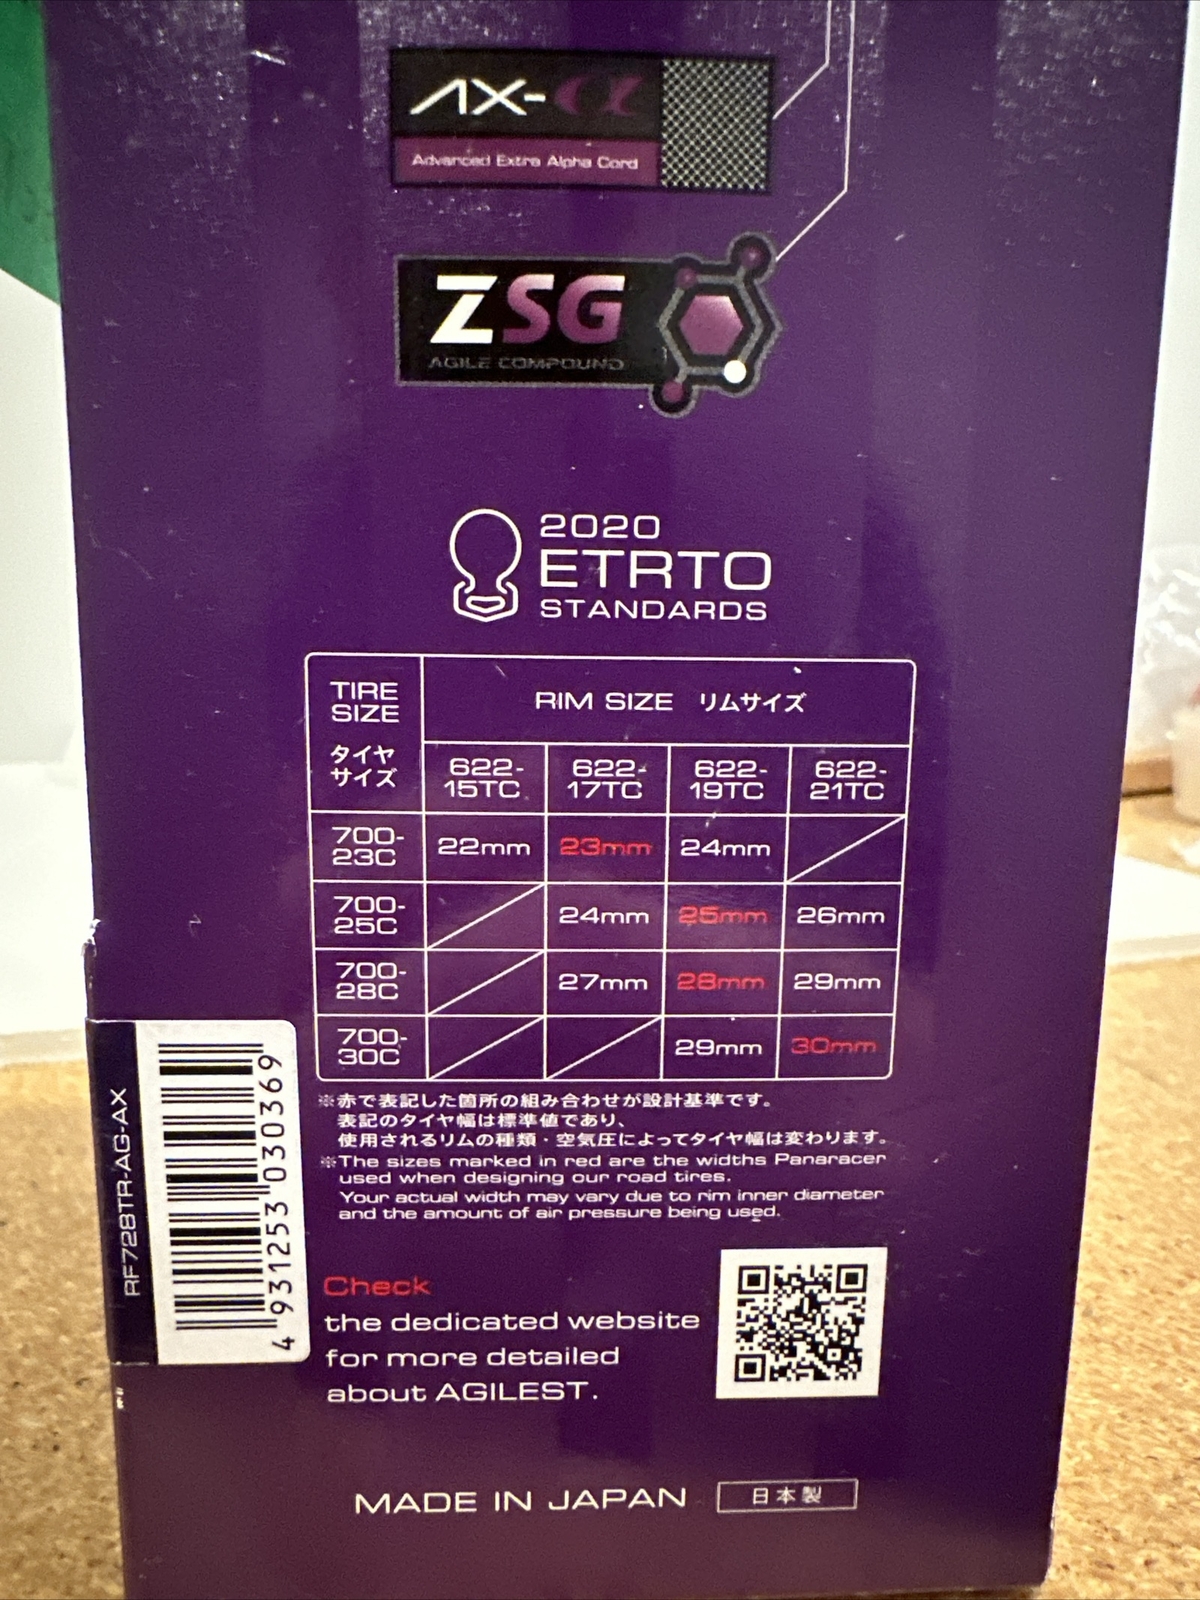 AX-α
Advanced Extra Alpha Cord
ZSG
AGILE COMPOUND
2020
ETRTO
STANDARDS
TIRE
SIZE
タイヤ
サイズ
RIM SIZE リムサイズ
622-
15TC
622-
17TC
622-
19TC
622-
21TC
700-
23C
22mm
23mm
24mm
700-
25C
24mm
25mm
26mm
700-
28C
27mm
28mm
29mm
700-
30C
29mm
30mm
※赤で表記した箇所の組み合わせが設計基準です。
表記のタイヤ幅は標準値であり、
使用されるリムの種類・空気圧によってタイヤ幅は変わります。
※The sizes marked in red are the widths Panaracer
used when designing our road tires.
Your actual width may vary due to rim inner diameter
and the amount of air pressure being used.
RF728TR-AG-AX
4 931253 030369
Check
the dedicated website
for more detailed
about AGILEST.
MADE IN JAPAN 日本製